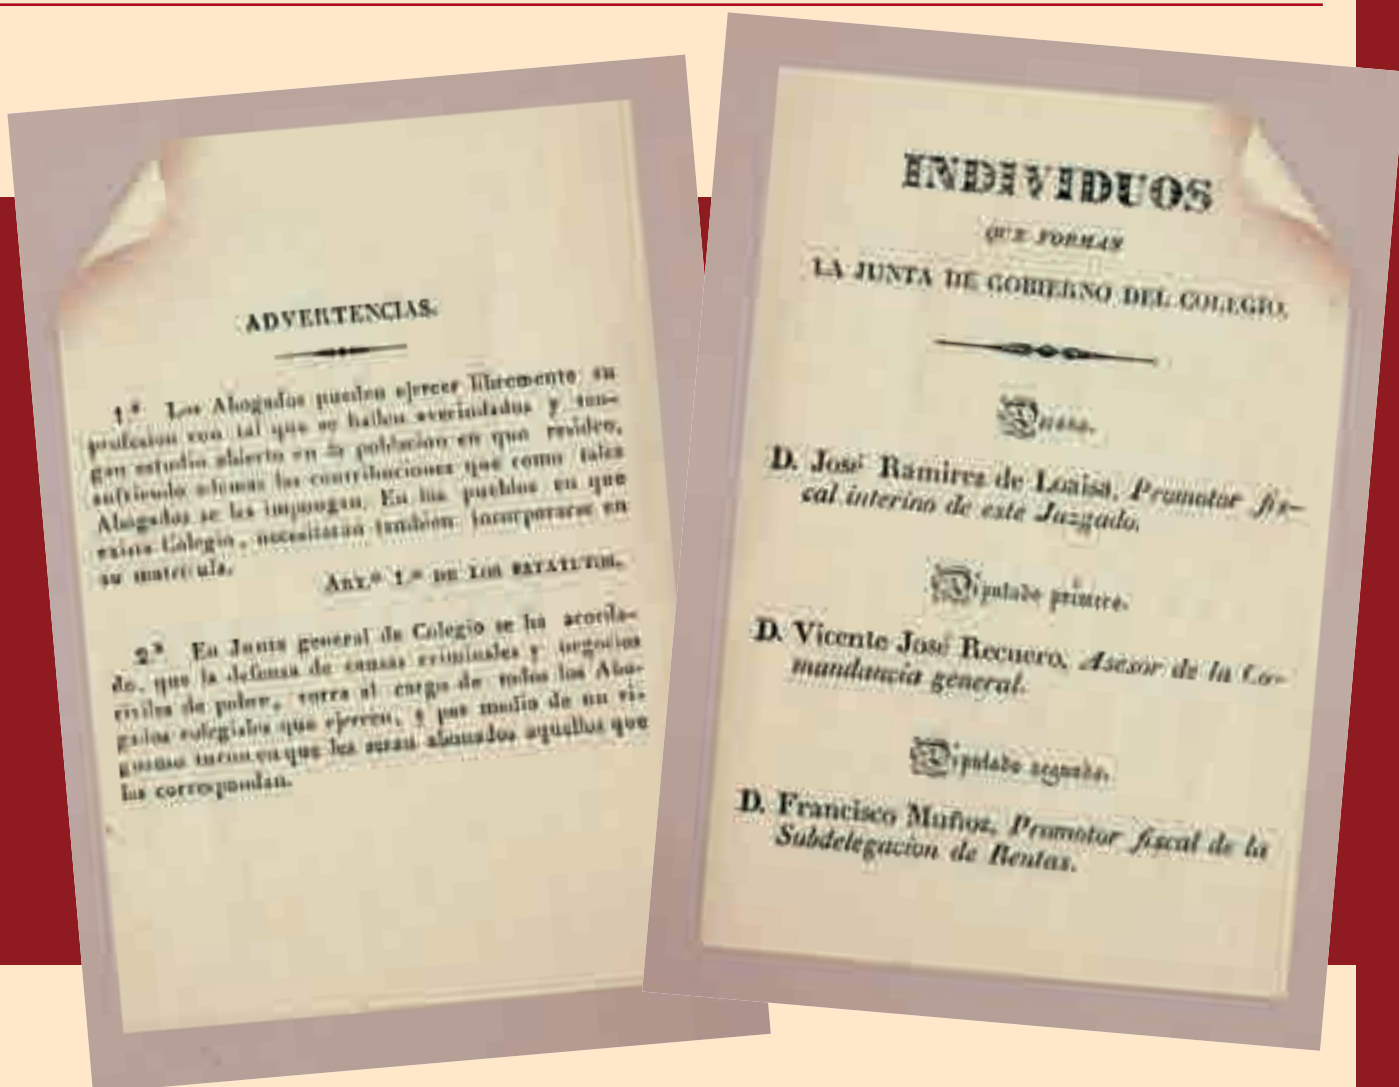 ADVERTENCIAS.
1.ª Los Abogados pueden ejercer libremente su
profesion con tal que se hallen avecindados y ten-
gan estudio abierto en la poblacion en que residen,
sufriendo ademas las contribuciones que como tales
Abogados se les impongan. En los pueblos en que
exista Colegio, necesitaran tambien incorporarse en
su matricula.
ART.º 1.º DE LOS ESTATUTOS.
2.ª En Junta general de Colegio se ha acorda-
do, que la defensa de causas criminales y negocios
civiles de pobre, corra al cargo de todos los Abo-
gados colegiales que ejercen, y por medio de un ri-
guroso turno en que les sean abonados aquellos que
les correspondan.
INDIVIDUOS
QUE FORMAN
LA JUNTA DE GOBIERNO DEL COLEGIO.
Decano.
D. José Ramirez de Loaisa, Promotor fis-
cal interino de este Juzgado.
Diputado primero.
D. Vicente José Recuero, Asesor de la Co-
mandancia general.
Diputado segundo.
D. Francisco Muñoz, Promotor fiscal de la
Subdelegacion de Rentas.